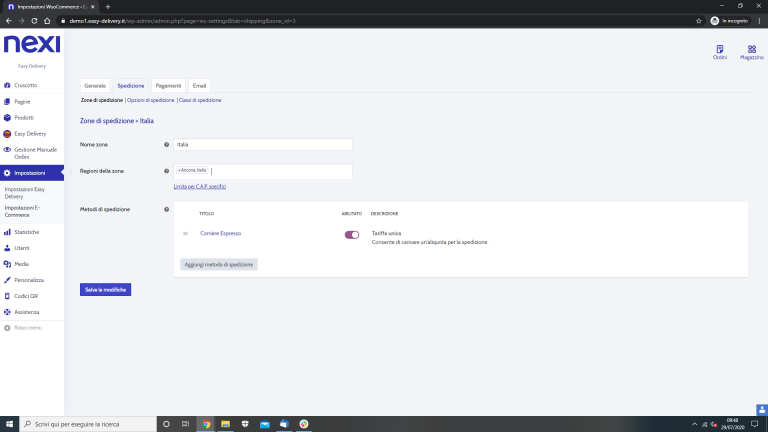 Impostazioni WooCommerce ‹ Ea
demo1.easy-delivery.it/wp-admin/admin.php?page=wc-settings&tab=shipping&zone_id=3
In incognito
nexi
Easy Delivery
Ordini
Magazzino
Cruscotto
Pagine
Prodotti
Easy Delivery
Gestione Manuale
Ordini
Impostazioni
Impostazioni Easy
Delivery
Impostazioni E-
Commerce
Statistiche
Utenti
Media
Personalizza
Codici QR
Assistenza
Riduci menu
Generale
Spedizione
Pagamenti
Email
Zone di spedizione | Opzioni di spedizione | Classi di spedizione
Zone di spedizione > Italia
Nome zona
Italia
Regioni della zona
× Ancona, Italia
Limita per C.A.P. specifici
Metodi di spedizione
TITOLO
ABILITATO
DESCRIZIONE
Corriere Espresso
Tariffa unica
Consente di caricare un'aliquota per la spedizione.
Aggiungi metodo di spedizione
Salva le modifiche
Scrivi qui per eseguire la ricerca
09:48
29/07/2020